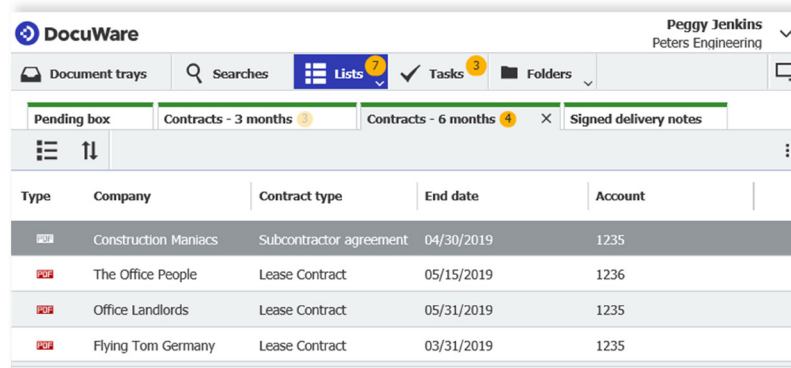 DocuWare
Peggy Jenkins
Peters Engineering
Document trays Searches Lists 7 Tasks 3 Folders
Pending box Contracts - 3 months 3 Contracts - 6 months 4 × Signed delivery notes
Type Company Contract type End date Account
PDF Construction Maniacs Subcontractor agreement 04/30/2019 1235
PDF The Office People Lease Contract 05/15/2019 1236
PDF Office Landlords Lease Contract 05/31/2019 1235
PDF Flying Tom Germany Lease Contract 03/31/2019 1235